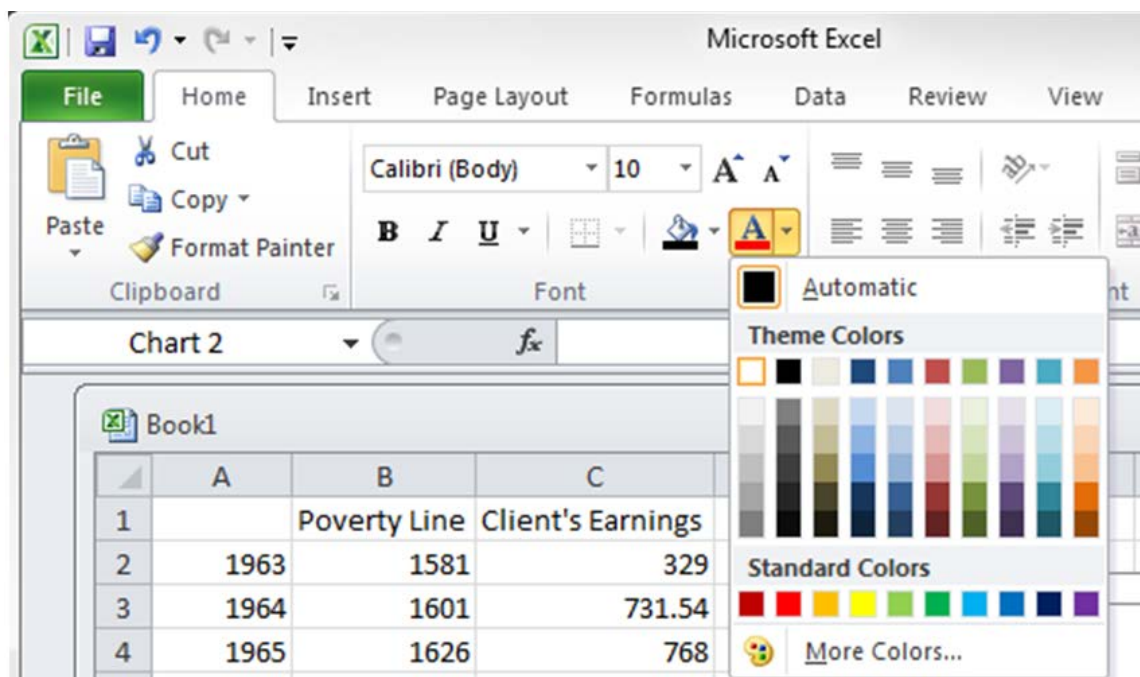 Microsoft Excel
File Home Insert Page Layout Formulas Data Review View
Cut
Copy
Format Painter
Paste
Calibri (Body) 10 A A
B I U A
Clipboard Font nt
Automatic
Theme Colors
Standard Colors
More Colors...
Chart 2 fx
Book1
A B C
1 Poverty Line Client's Earnings
2 1963 1581 329
3 1964 1601 731.54
4 1965 1626 768